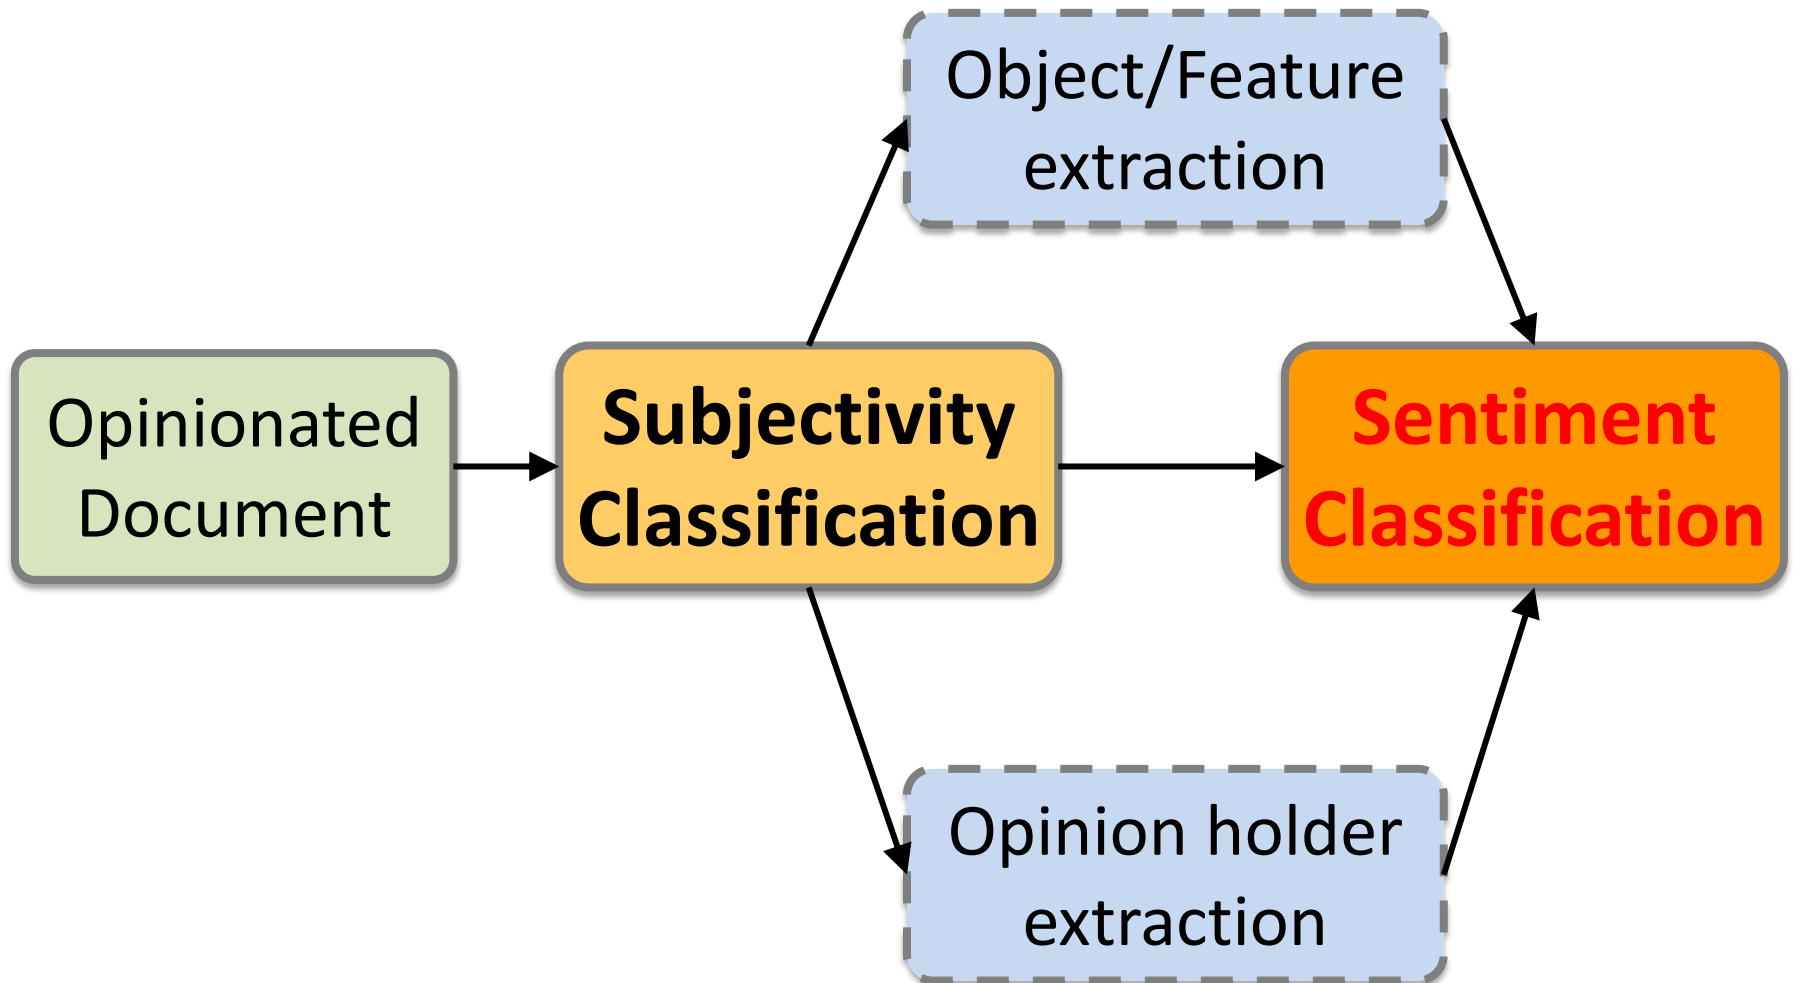 Object/Feature
extraction
Opinionated
Document
Subjectivity
Classification
Sentiment
Classification
Opinion holder
extraction